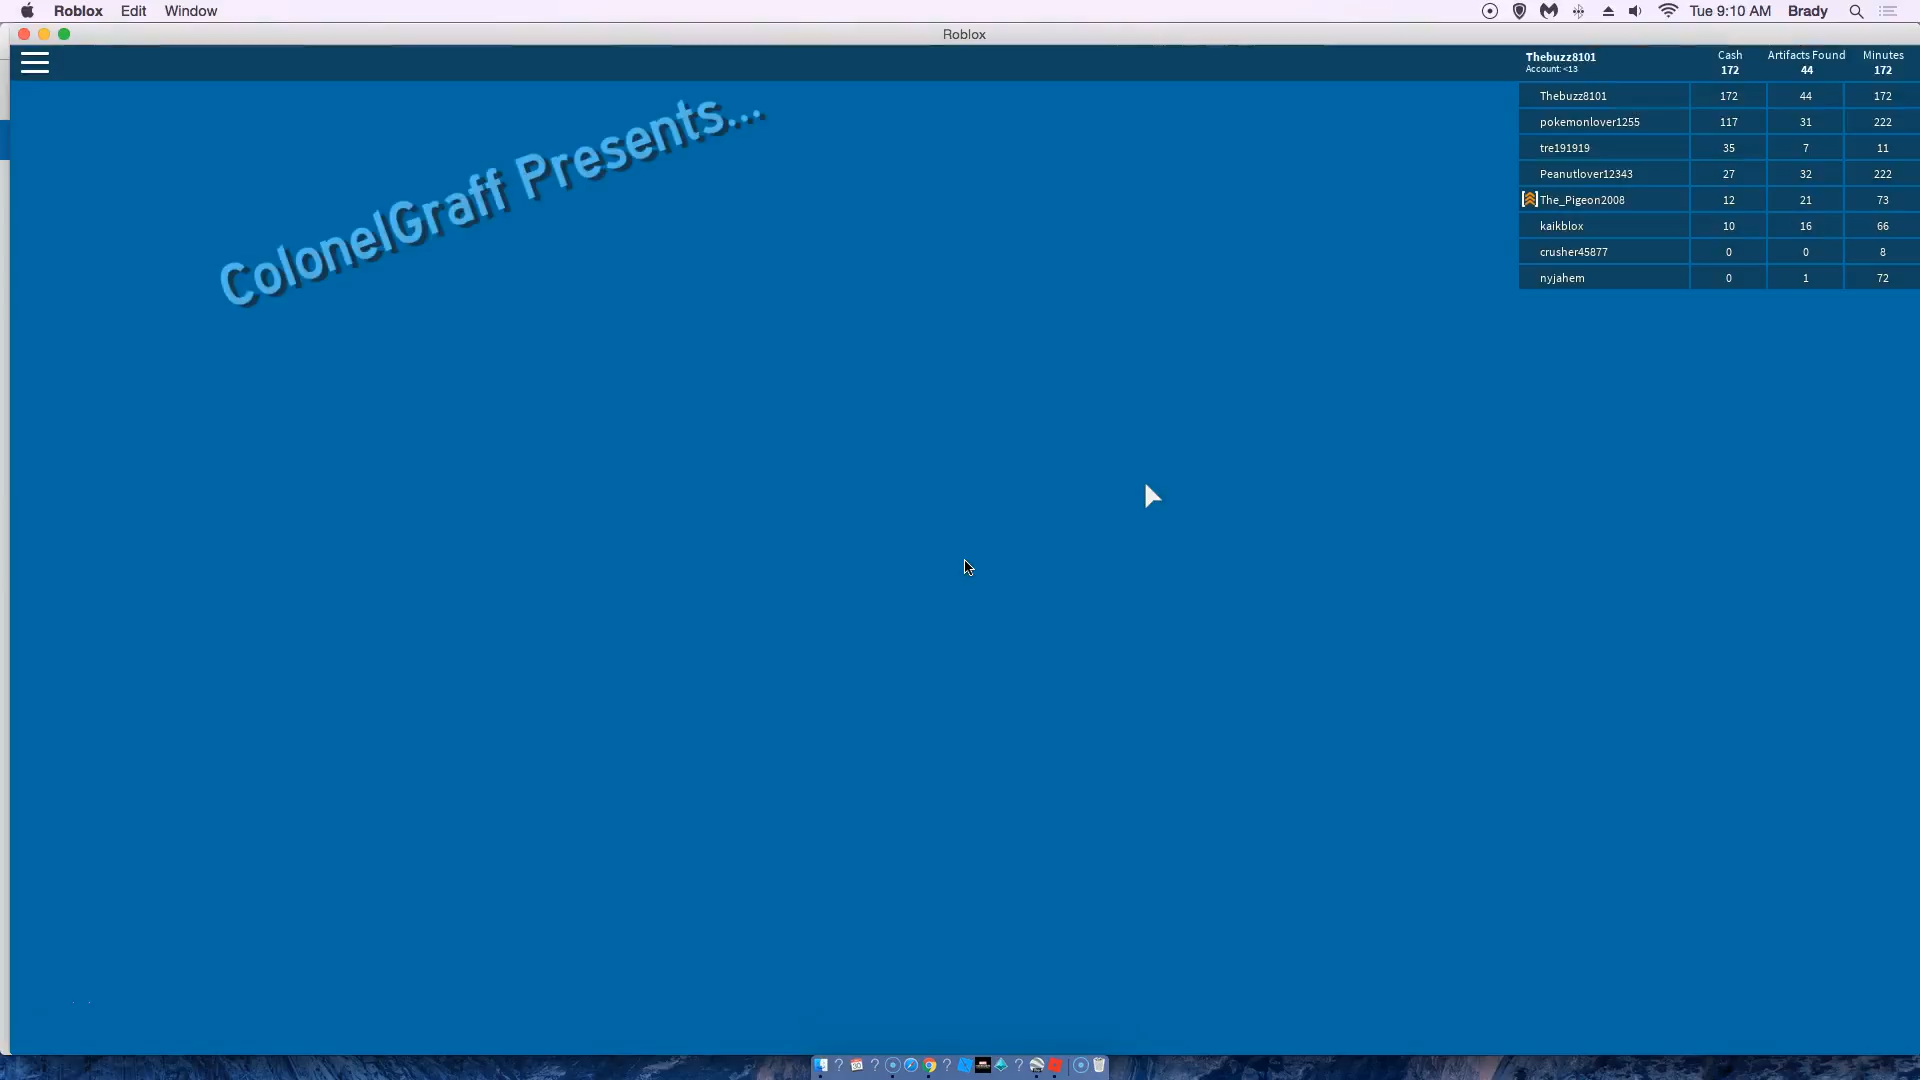 Roblox Edit Window Tue 9:10 AM Brady
Roblox
Thebuzz8101 Cash Artifacts Found Minutes
Account: <13 172 44 172
Thebuzz8101 172 44 172
pokemonlover1255 117 31 222
tre191919 35 7 11
Peanutlover12343 27 32 222
The_Pigeon2008 12 21 73
kaikblox 10 16 66
crusher45877 0 0 8
nyjahem 0 1 72
ColonelGraff Presents...